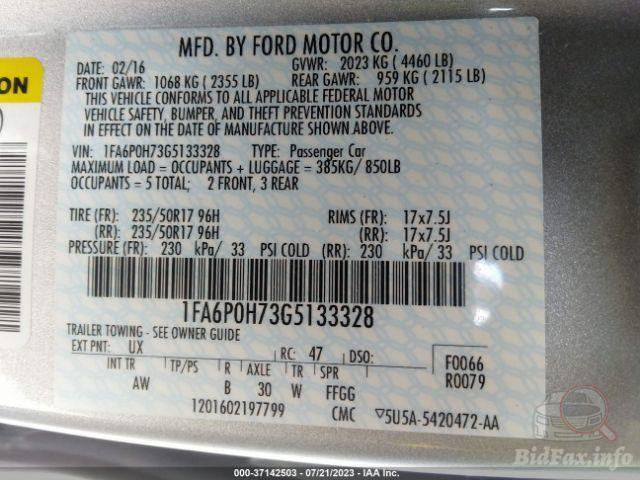 ON
MFD. BY FORD MOTOR CO.
DATE: 02/16 GVWR: 2023 KG ( 4460 LB)
FRONT GAWR: 1068 KG ( 2355 LB) REAR GAWR: 959 KG ( 2115 LB)
THIS VEHICLE CONFORMS TO ALL APPLICABLE FEDERAL MOTOR
VEHICLE SAFETY, BUMPER, AND THEFT PREVENTION STANDARDS
IN EFFECT ON THE DATE OF MANUFACTURE SHOWN ABOVE.
VIN: 1FA6P0H73G5133328 TYPE: Passenger Car
MAXIMUM LOAD = OCCUPANTS + LUGGAGE = 385KG/ 850LB
OCCUPANTS = 5 TOTAL; 2 FRONT, 3 REAR
TIRE (FR): 235/50R17 96H RIMS (FR): 17x7.5J
(RR): 235/50R17 96H (RR): 17x7.5J
PRESSURE (FR): 230 kPa/ 33 PSI COLD (RR): 230 kPa/ 33 PSI COLD
1FA6P0H73G5133328
TRAILER TOWING - SEE OWNER GUIDE
EXT PNT: UX RC: 47 DSO: F0066
INT TR TP/PS R AXLE TR SPR R0079
AW B 30 W FFGG
1201602197799 CMC ▽5U5A-5420472-AA
BidFax.info
000-37142503 - 07/21/2023 - IAA Inc.